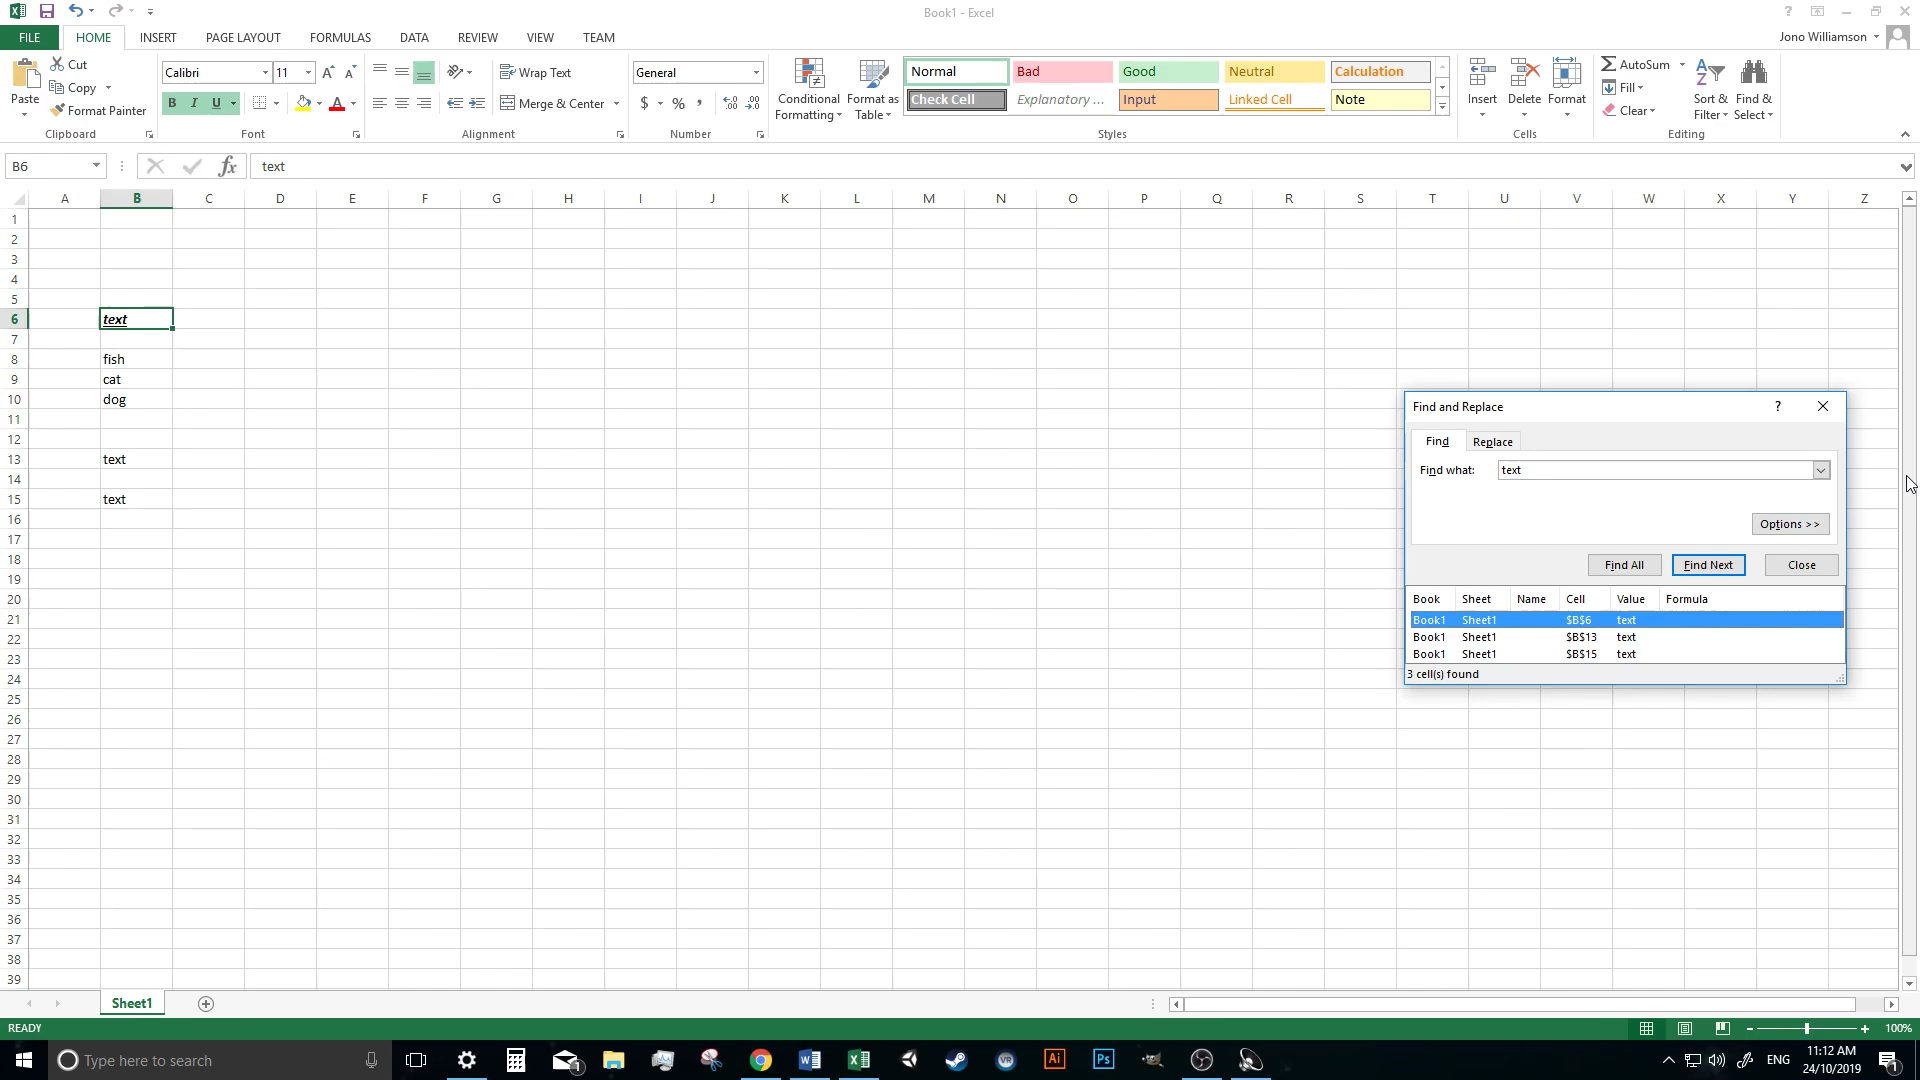 Book1 - Excel
FILE HOME INSERT PAGE LAYOUT FORMULAS DATA REVIEW VIEW TEAM
Jono Williamson
Paste
Cut
Copy
Format Painter
Clipboard
Calibri 11
B I U
Font
Wrap Text
Merge & Center
Alignment
General
$ % ,
Number
Conditional Formatting
Format as Table
Normal Bad Good Neutral Calculation
Check Cell Explanatory ... Input Linked Cell Note
Styles
Insert Delete Format
Cells
AutoSum
Fill
Clear
Sort & Filter
Find & Select
Editing
B6 fx text
A B C D E F G H I J K L M N O P Q R S T U V W X Y Z
1
2
3
4
5
6 text
7
8 fish
9 cat
10 dog
11
12
13 text
14
15 text
16
17
18
19
20
21
22
23
24
25
26
27
28
29
30
31
32
33
34
35
36
37
38
39
Find and Replace ?
Find Replace
Find what: text
Options >>
Find All Find Next Close
Book Sheet Name Cell Value Formula
Book1 Sheet1 $B$6 text
Book1 Sheet1 $B$13 text
Book1 Sheet1 $B$15 text
3 cell(s) found
Sheet1
READY
100%
Type here to search
Ai
Ps
ENG
11:12 AM
24/10/2019